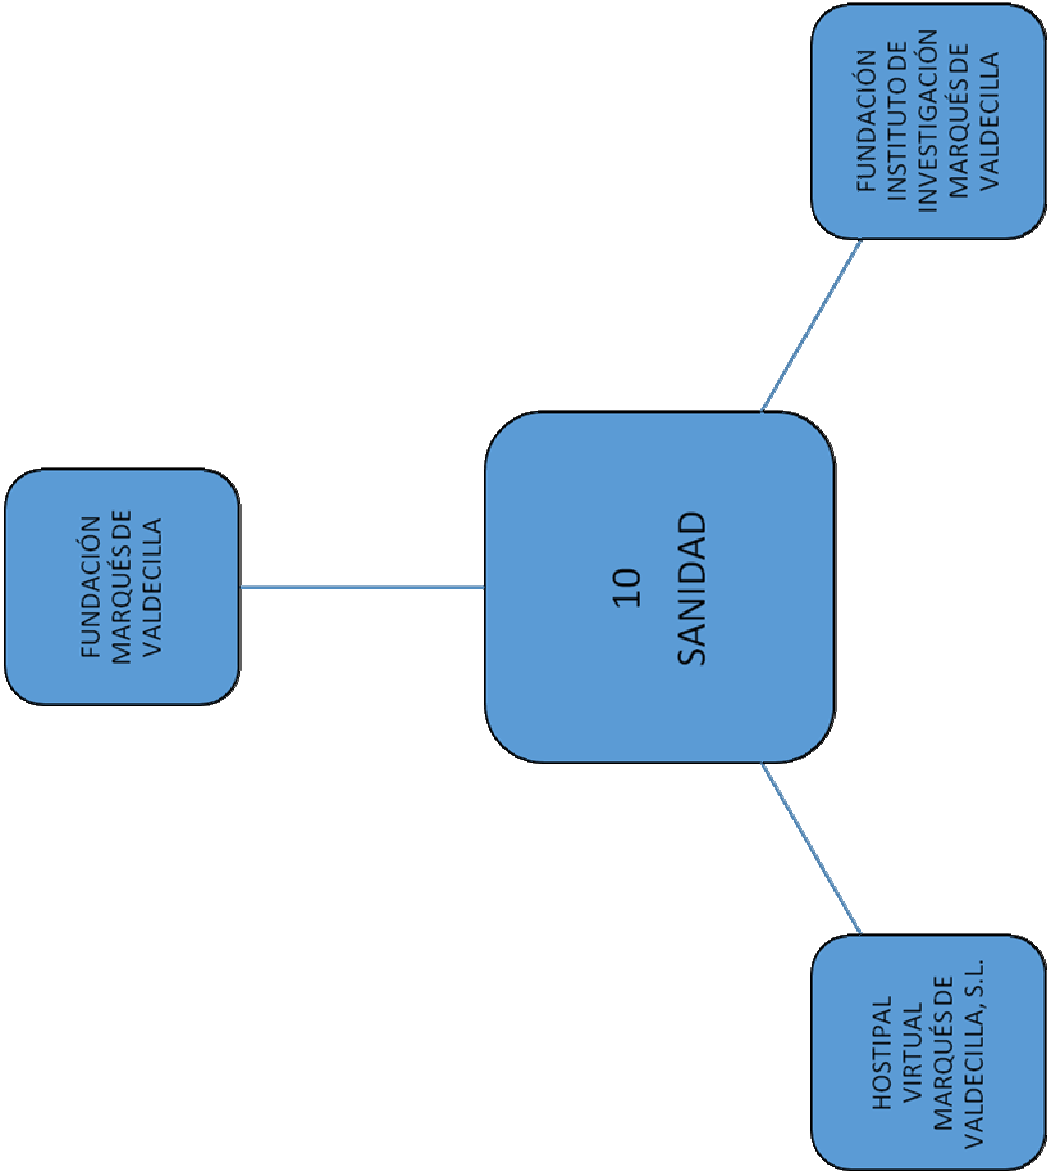 FUNDACIÓN
MARQUÉS DE
VALDECILLA
10
SANIDAD
HOSTIPAL
VIRTUAL
MARQUÉS DE
VALDECILLA, S.L.
FUNDACIÓN
INSTITUTO DE
INVESTIGACIÓN
MARQUÉS DE
VALDECILLA